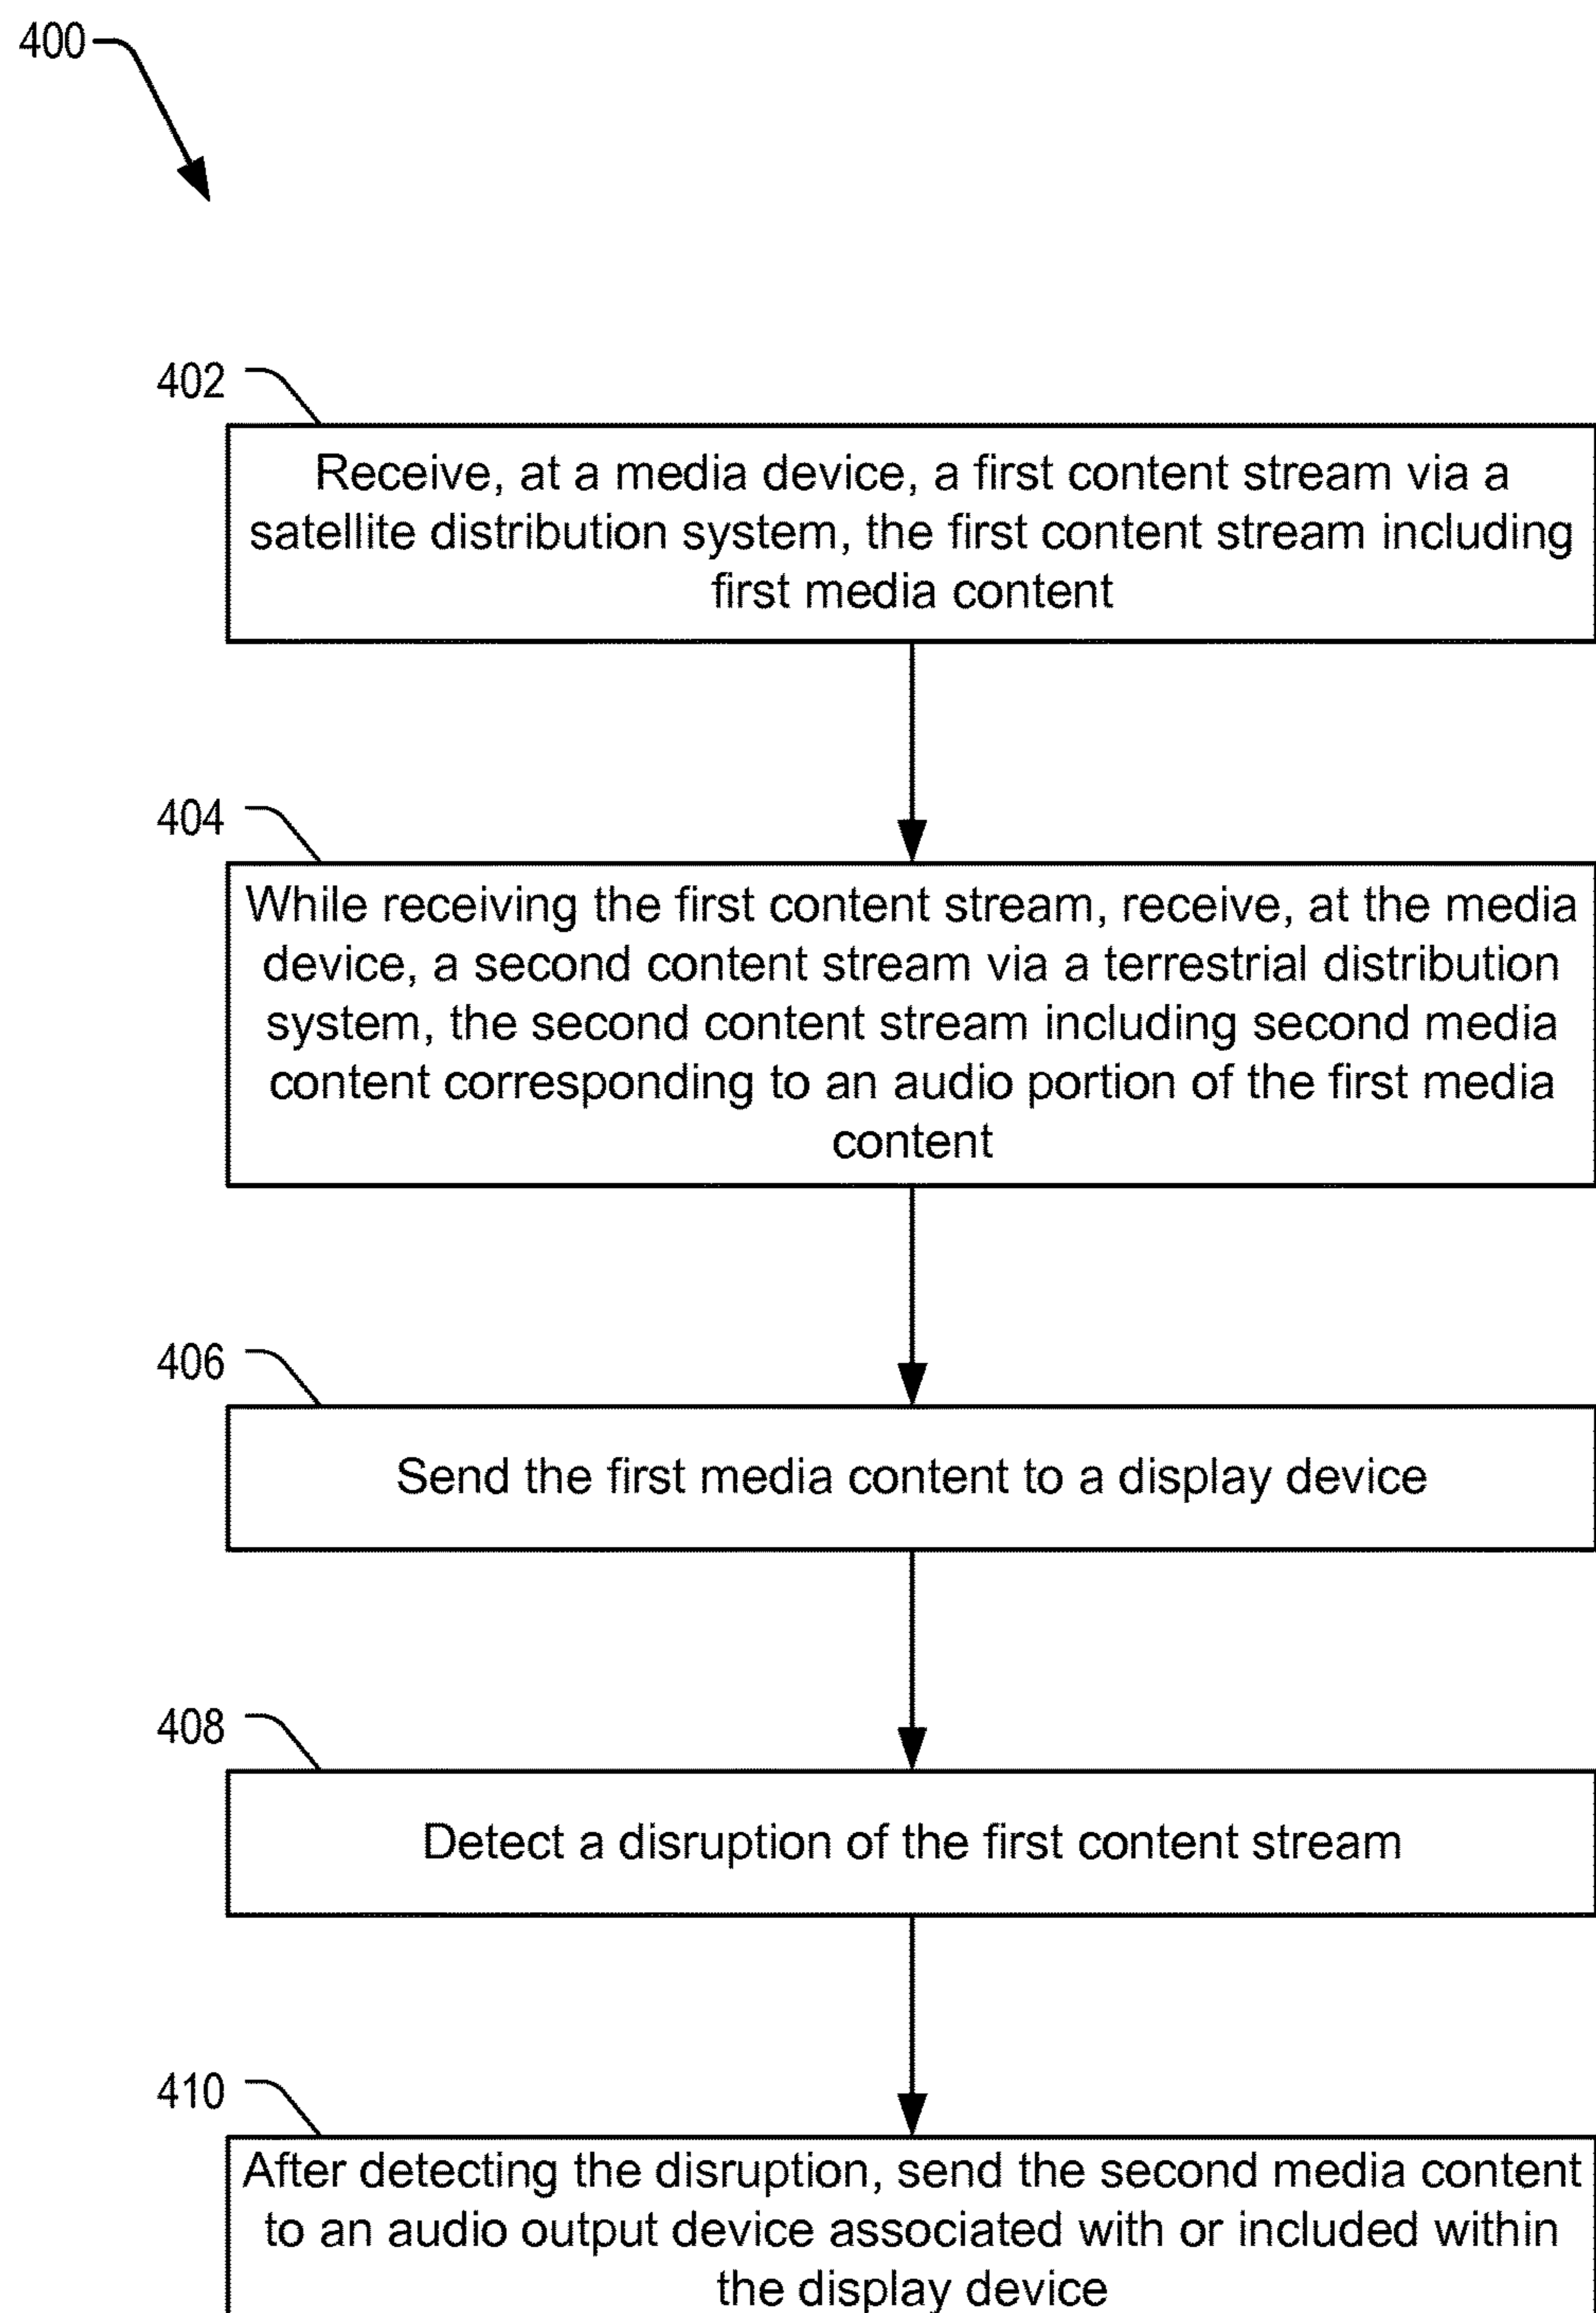 400
402
Receive, at a media device, a first content stream via a
satellite distribution system, the first content stream including
first media content
404
While receiving the first content stream, receive, at the media
device, a second content stream via a terrestrial distribution
system, the second content stream including second media
content corresponding to an audio portion of the first media
content
406
Send the first media content to a display device
408
Detect a disruption of the first content stream
410
After detecting the disruption, send the second media content
to an audio output device associated with or included within
the display device